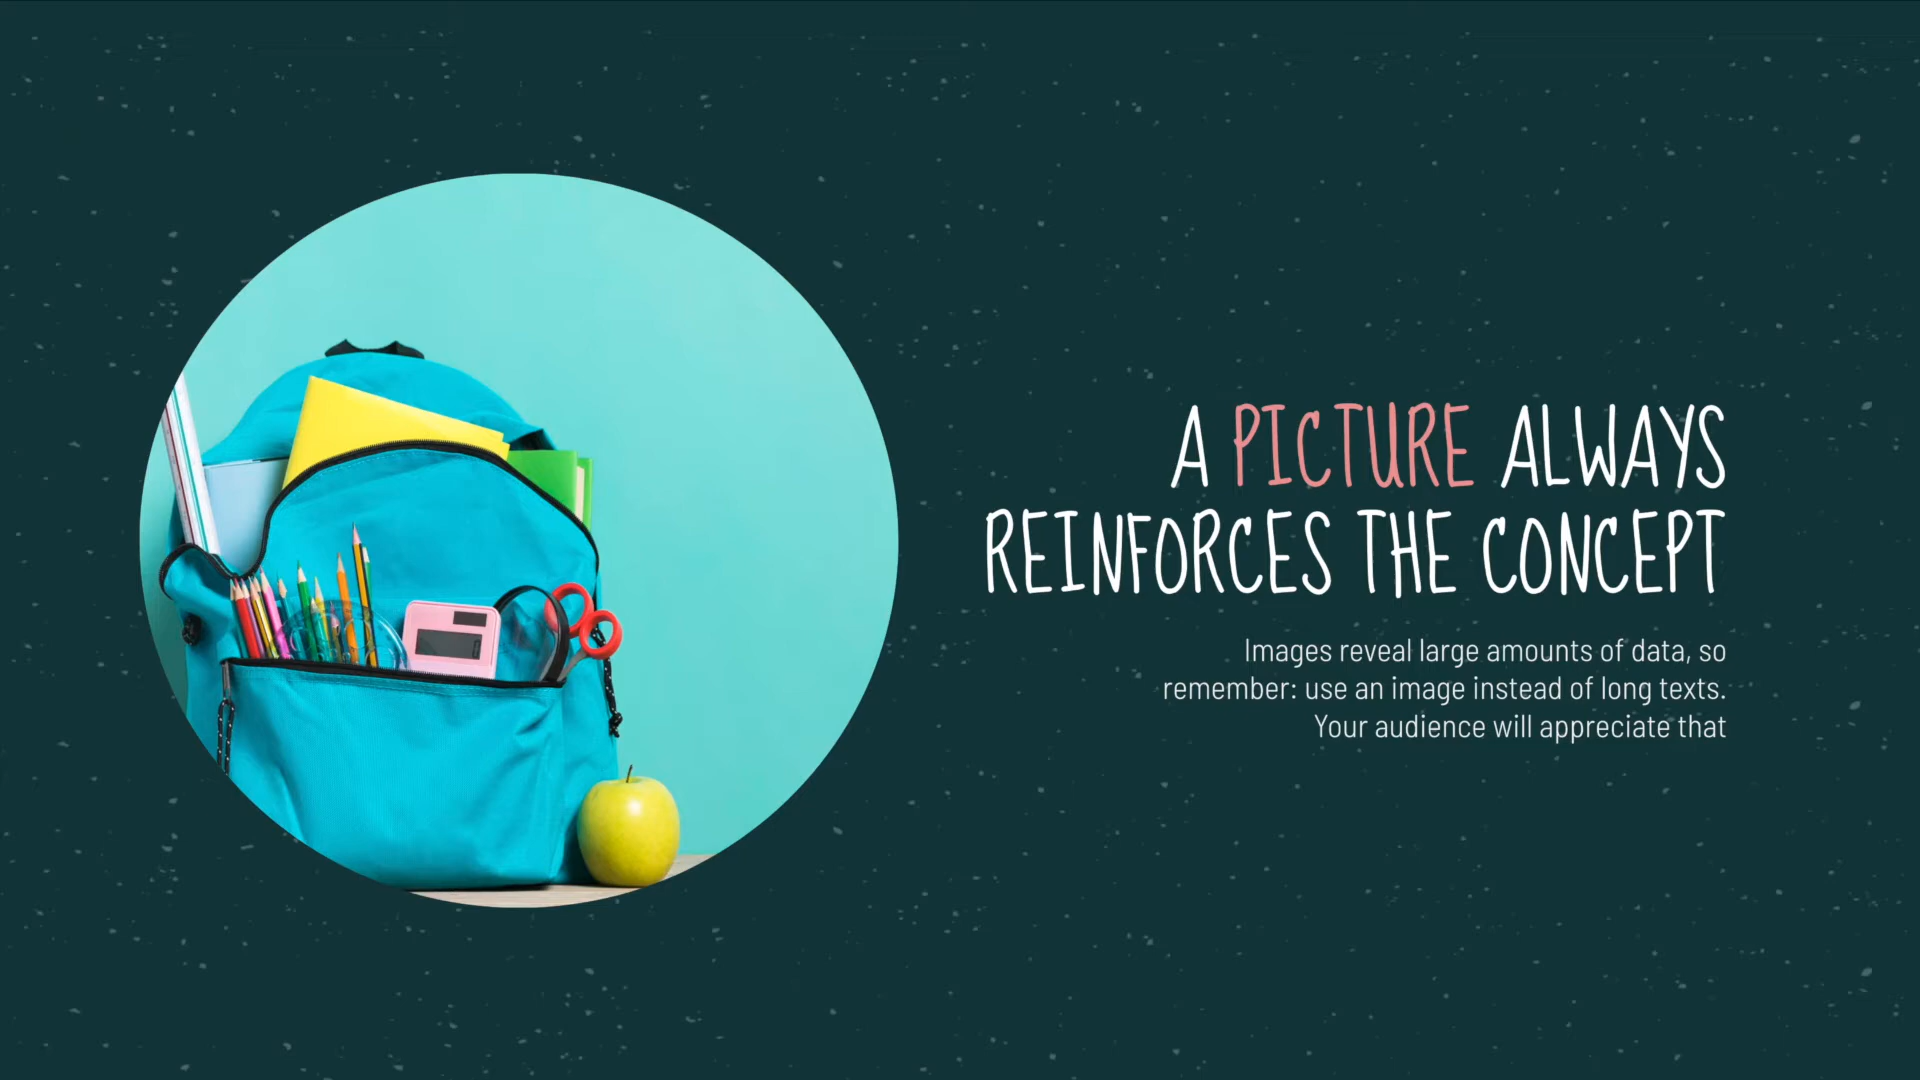 A PICTURE ALWAYS
REINFORCES THE CONCEPT
Images reveal large amounts of data, so
remember: use an image instead of long texts.
Your audience will appreciate that